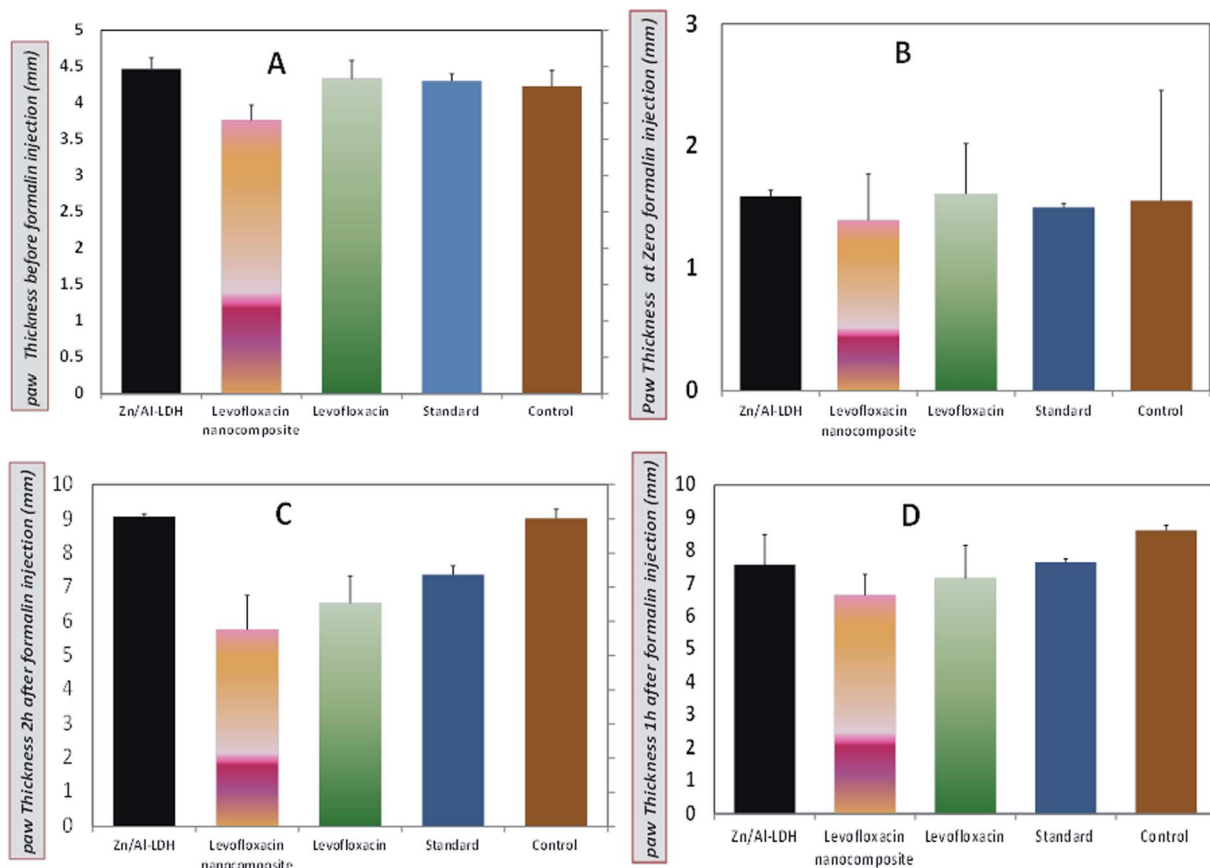 paw Thickness before formalin injection (mm)
5
4.5
4
3.5
3
2.5
2
1.5
1
0.5
0
A
Zn/Al-LDH Levofloxacin Levofloxacin Standard Control
nanocomposite
Paw Thickness at Zero formalin injection (mm)
3
2
1
0
B
Zn/Al-LDH Levofloxacin Levofloxacin Standard Control
nanocomposite
paw Thickness 2h after formalin injection (mm)
10
9
8
7
6
5
4
3
2
1
0
C
Zn/Al-LDH Levofloxacin Levofloxacin Standard Control
nanocomposite
paw Thickness 1h after formalin injection (mm)
10
9
8
7
6
5
4
3
2
1
0
D
Zn/Al-LDH Levofloxacin Levofloxacin Standard Control
nanocomposite